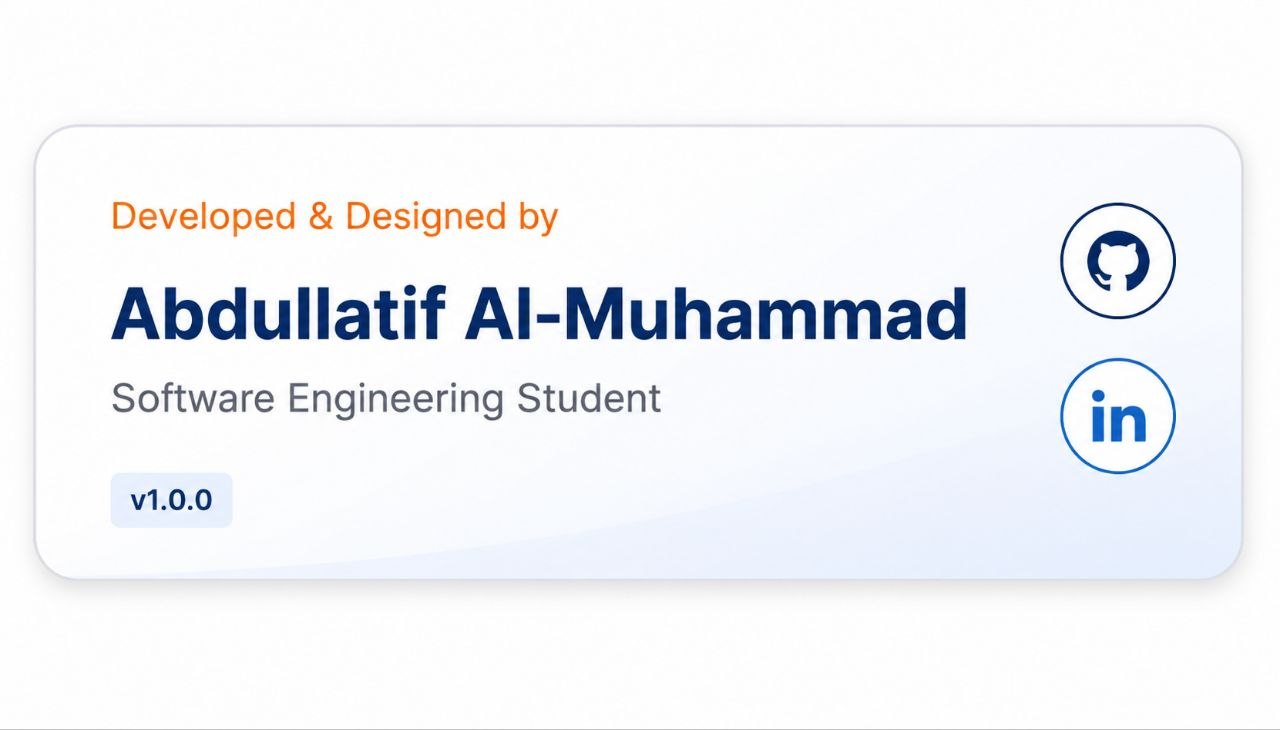 Developed & Designed by
Abdullatif Al-Muhammad
Software Engineering Student
v1.0.0
in